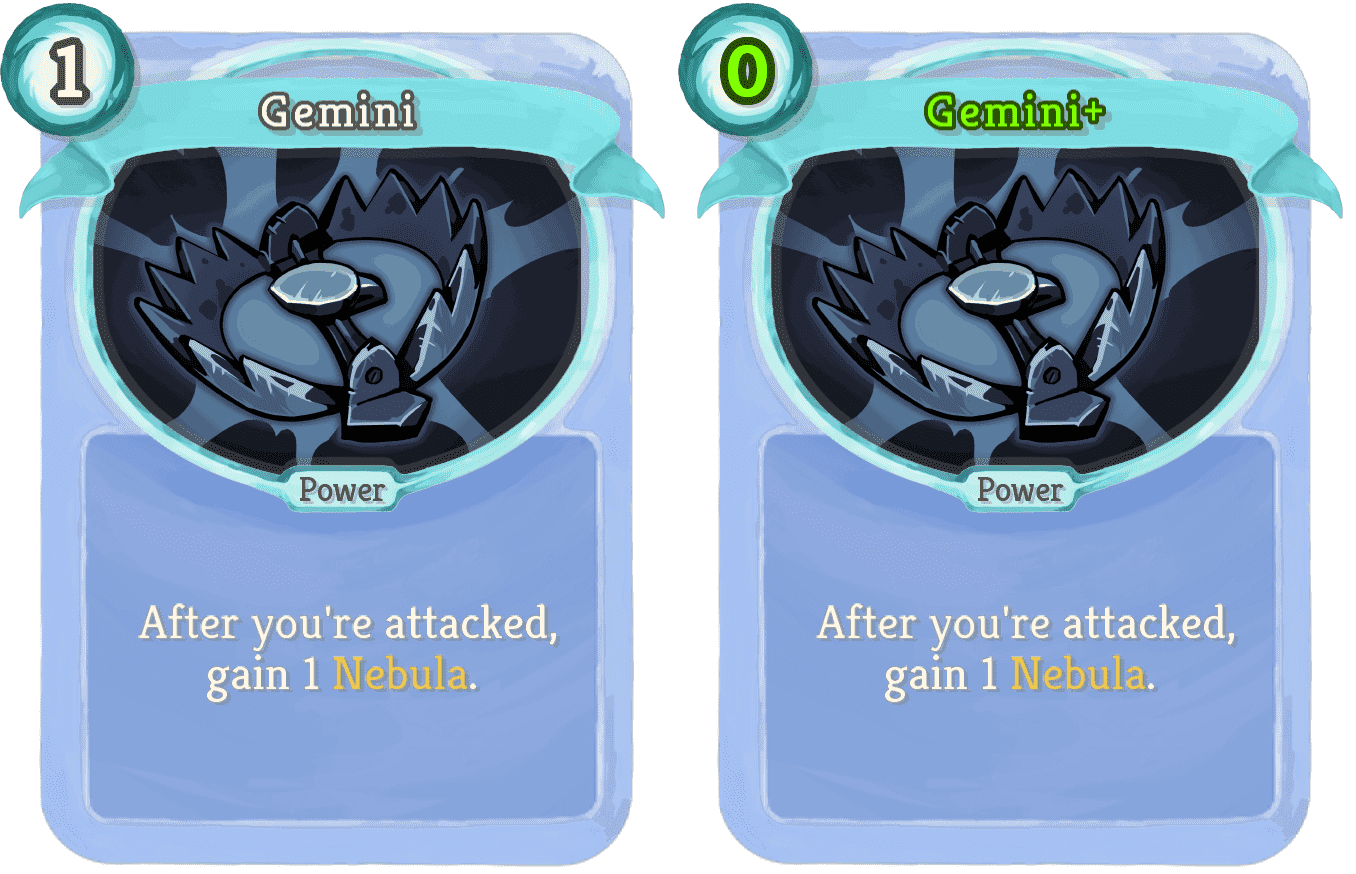 1
Gemini
Power
After you're attacked,
gain 1 Nebula.
0
Gemini+
Power
After you're attacked,
gain 1 Nebula.